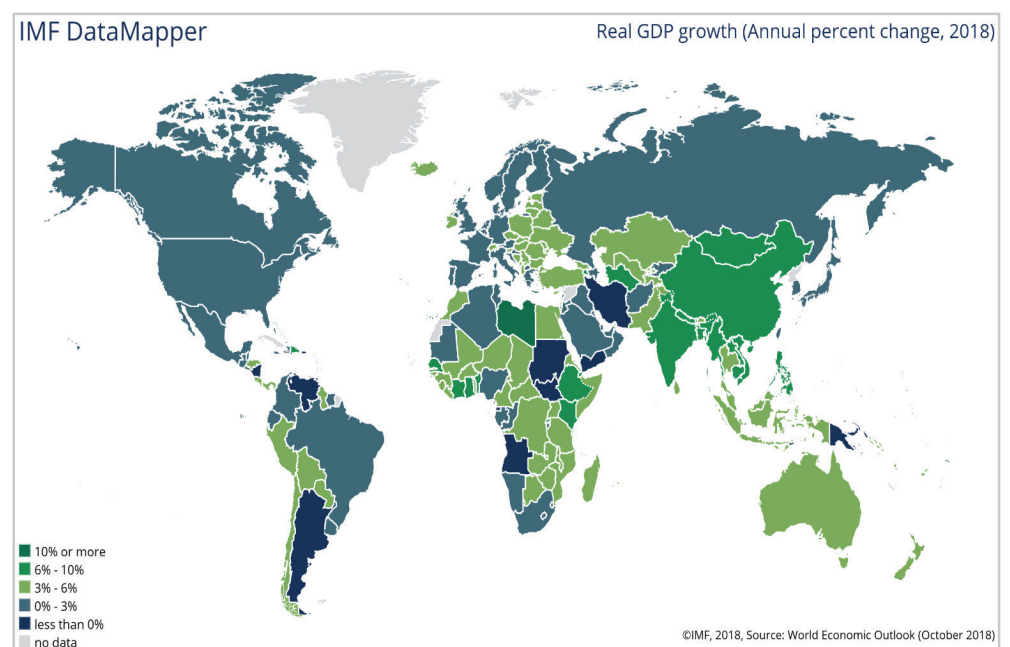 IMF DataMapper
Real GDP growth (Annual percent change, 2018)
10% or more
6% - 10%
3% - 6%
0% - 3%
less than 0%
no data
©IMF, 2018, Source: World Economic Outlook (October 2018)